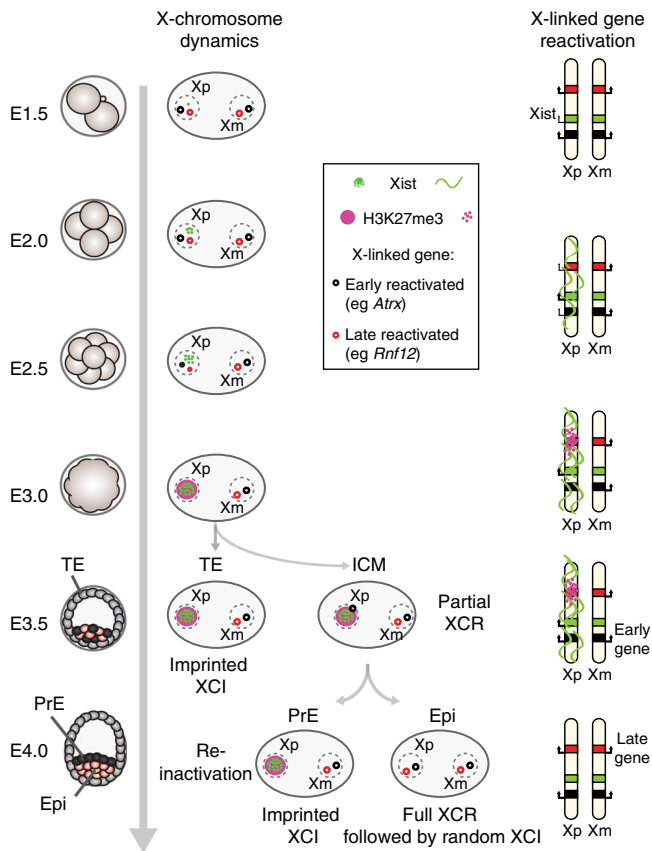 X-chromosome
dynamics
X-linked gene
reactivation
E1.5
Xp
Xm
Xist
Xp Xm
E2.0
Xp
Xm
Xist
H3K27me3
X-linked gene:
Early reactivated
(eg Atrx)
Late reactivated
(eg Rnf12)
Xp Xm
E2.5
Xp
Xm
E3.0
Xp
Xm
Xp Xm
TE
E3.5
TE
Xp
Xm
Imprinted
XCI
ICM
Xp
Xm
Partial
XCR
Early
gene
Xp Xm
PrE
E4.0
Epi
Re-
inactivation
PrE
Xp
Xm
Imprinted
XCI
Epi
Xp
Xm
Full XCR
followed by random XCI
Late
gene
Xp Xm